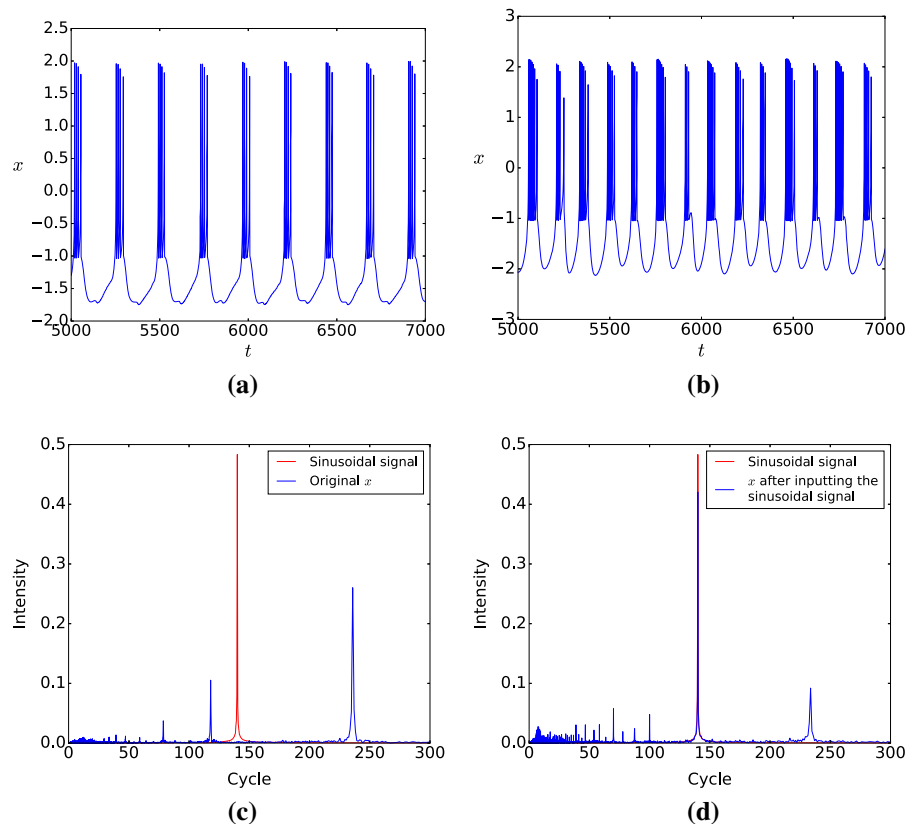 2.5
2.0
1.5
1.0
0.5
0.0
−0.5
−1.0
−1.5
−2.0
x
5000 5500 6000 6500 7000
t
(a)
3
2
1
0
−1
−2
−3
x
5000 5500 6000 6500 7000
t
(b)
0.5
0.4
0.3
0.2
0.1
0.0
Intensity
Sinusoidal signal
Original x
0 50 100 150 200 250 300
Cycle
(c)
0.5
0.4
0.3
0.2
0.1
0.0
Intensity
Sinusoidal signal
x after inputting the
sinusoidal signal
0 50 100 150 200 250 300
Cycle
(d)